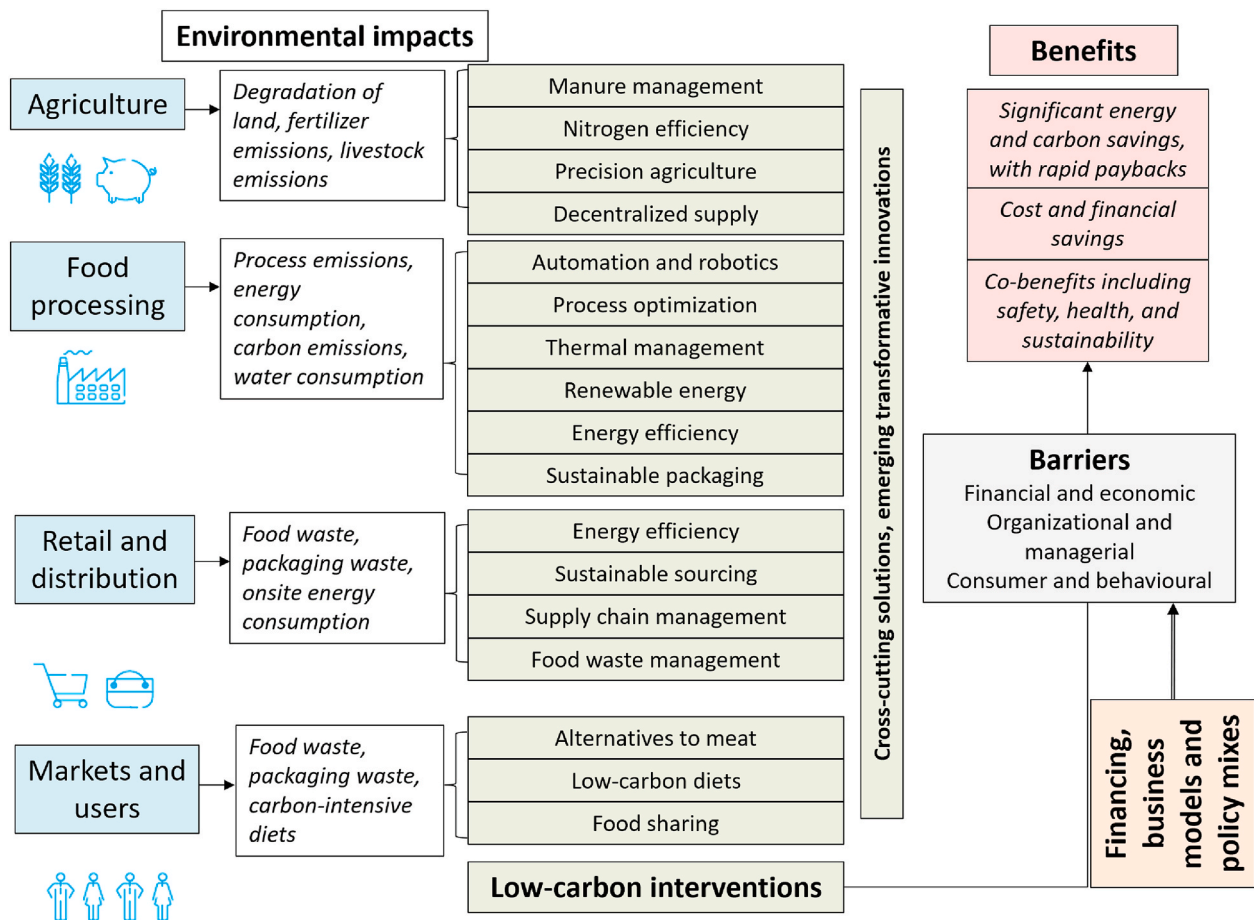 Environmental impacts
Agriculture
Degradation of
land, fertilizer
emissions, livestock
emissions
Manure management
Nitrogen efficiency
Precision agriculture
Decentralized supply
Food
processing
Process emissions,
energy
consumption,
carbon emissions,
water consumption
Automation and robotics
Process optimization
Thermal management
Renewable energy
Energy efficiency
Sustainable packaging
Retail and
distribution
Food waste,
packaging waste,
onsite energy
consumption
Energy efficiency
Sustainable sourcing
Supply chain management
Food waste management
Markets and
users
Food waste,
packaging waste,
carbon-intensive
diets
Alternatives to meat
Low-carbon diets
Food sharing
Low-carbon interventions
Cross-cutting solutions, emerging transformative innovations
Benefits
Significant energy
and carbon savings,
with rapid paybacks
Cost and financial
savings
Co-benefits including
safety, health, and
sustainability
Barriers
Financial and economic
Organizational and
managerial
Consumer and behavioural
Financing,
business
models and
policy mixes